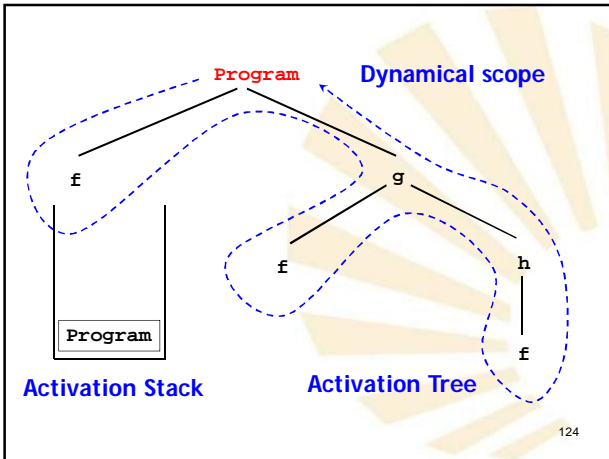 Program
Dynamical scope
f
g
f
h
Program
f
Activation Stack
Activation Tree
124